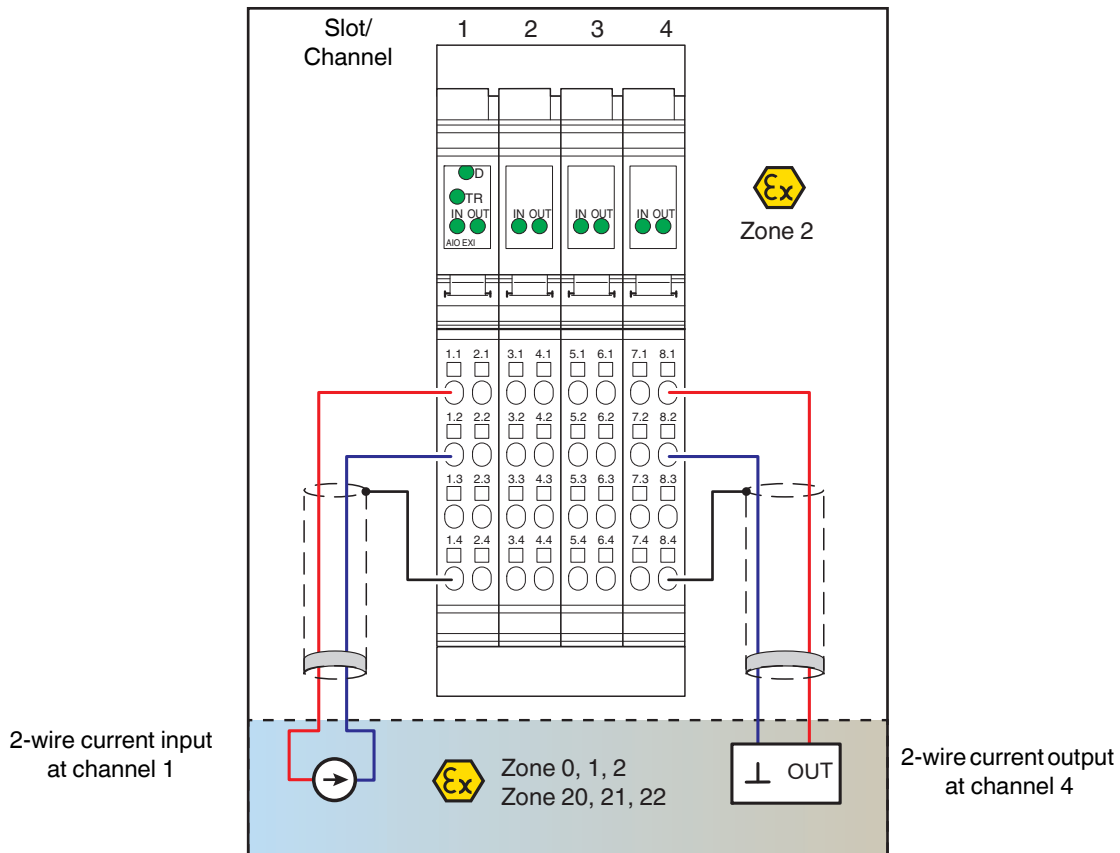 Slot/
Channel
1 2 3 4
D
TR
IN OUT IN OUT IN OUT IN OUT
AIO EXI
Ex
Zone 2
1.1 2.1 3.1 4.1 5.1 6.1 7.1 8.1
1.2 2.2 3.2 4.2 5.2 6.2 7.2 8.2
1.3 2.3 3.3 4.3 5.3 6.3 7.3 8.3
1.4 2.4 3.4 4.4 5.4 6.4 7.4 8.4
2-wire current input
at channel 1
Ex
Zone 0, 1, 2
Zone 20, 21, 22
OUT
2-wire current output
at channel 4